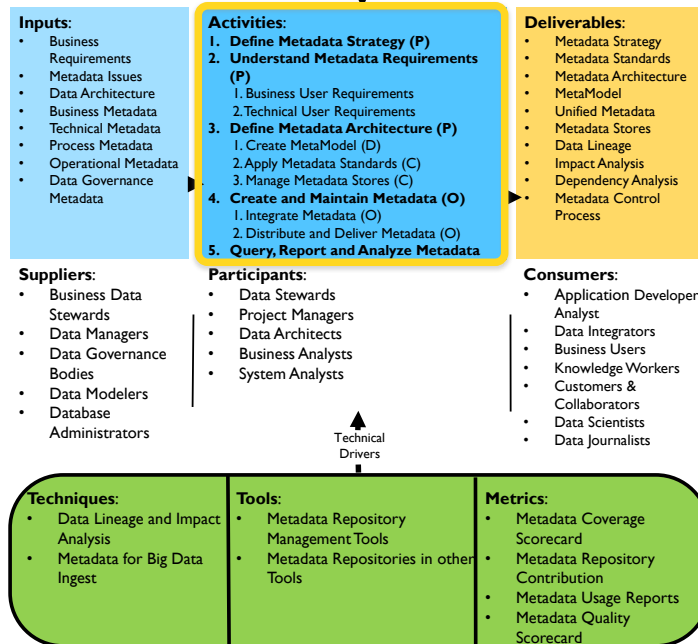 Inputs:
• Business
Requirements
• Metadata Issues
• Data Architecture
• Business Metadata
• Technical Metadata
• Process Metadata
• Operational Metadata
• Data Governance
Metadata
Activities:
1. Define Metadata Strategy (P)
2. Understand Metadata Requirements
(P)
1. Business User Requirements
2. Technical User Requirements
3. Define Metadata Architecture (P)
1. Create MetaModel (D)
2. Apply Metadata Standards (C)
3. Manage Metadata Stores (C)
4. Create and Maintain Metadata (O)
1. Integrate Metadata (O)
2. Distribute and Deliver Metadata (O)
5. Query, Report and Analyze Metadata
Deliverables:
• Metadata Strategy
• Metadata Standards
• Metadata Architecture
• MetaModel
• Unified Metadata
• Metadata Stores
• Data Lineage
• Impact Analysis
• Dependency Analysis
• Metadata Control
Process
Suppliers:
• Business Data
Stewards
• Data Managers
• Data Governance
Bodies
• Data Modelers
• Database
Administrators
Participants:
• Data Stewards
• Project Managers
• Data Architects
• Business Analysts
• System Analysts
Consumers:
• Application Developer
Analyst
• Data Integrators
• Business Users
• Knowledge Workers
• Customers &
Collaborators
• Data Scientists
• Data Journalists
Technical
Drivers
Techniques:
• Data Lineage and Impact
Analysis
• Metadata for Big Data
Ingest
Tools:
• Metadata Repository
Management Tools
• Metadata Repositories in other
Tools
Metrics:
• Metadata Coverage
Scorecard
• Metadata Repository
Contribution
• Metadata Usage Reports
• Metadata Quality
Scorecard